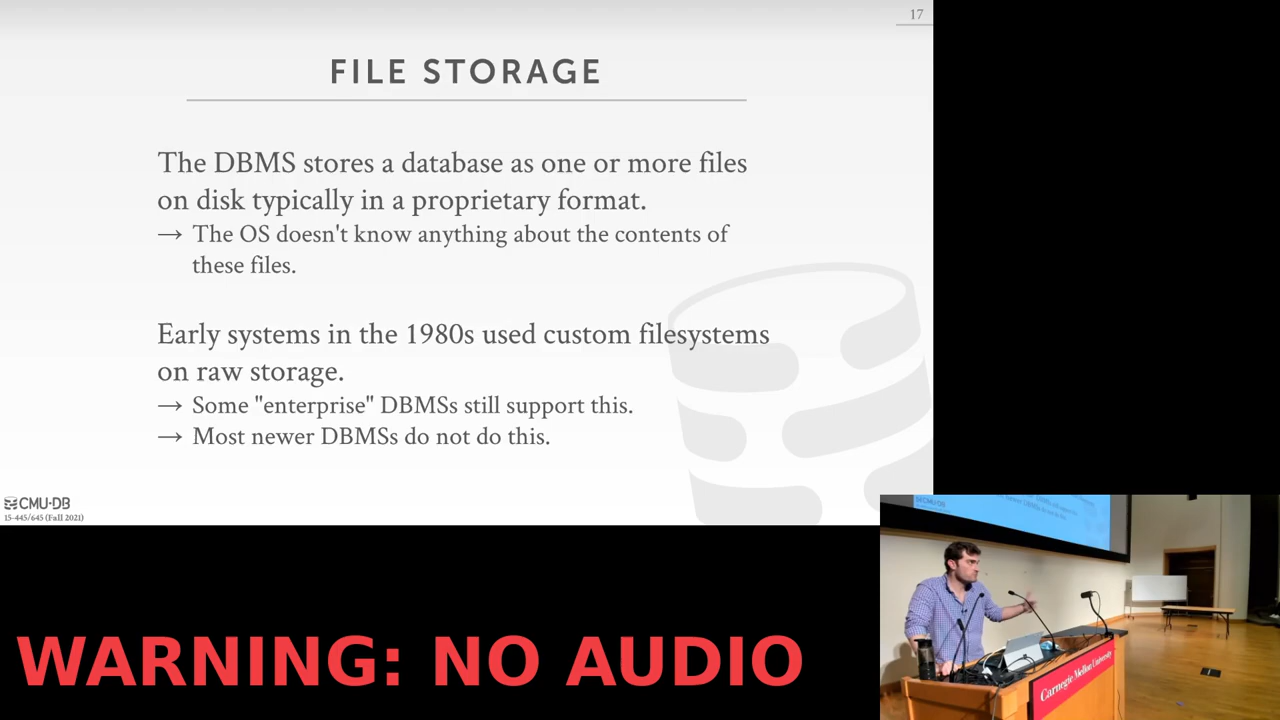 17
FILE STORAGE
The DBMS stores a database as one or more files
on disk typically in a proprietary format.
→ The OS doesn't know anything about the contents of
these files.
Early systems in the 1980s used custom filesystems
on raw storage.
→ Some "enterprise" DBMSs still support this.
→ Most newer DBMSs do not do this.
CMU·DB
15-445/645 (Fall 2021)
WARNING: NO AUDIO
Carnegie Mellon University